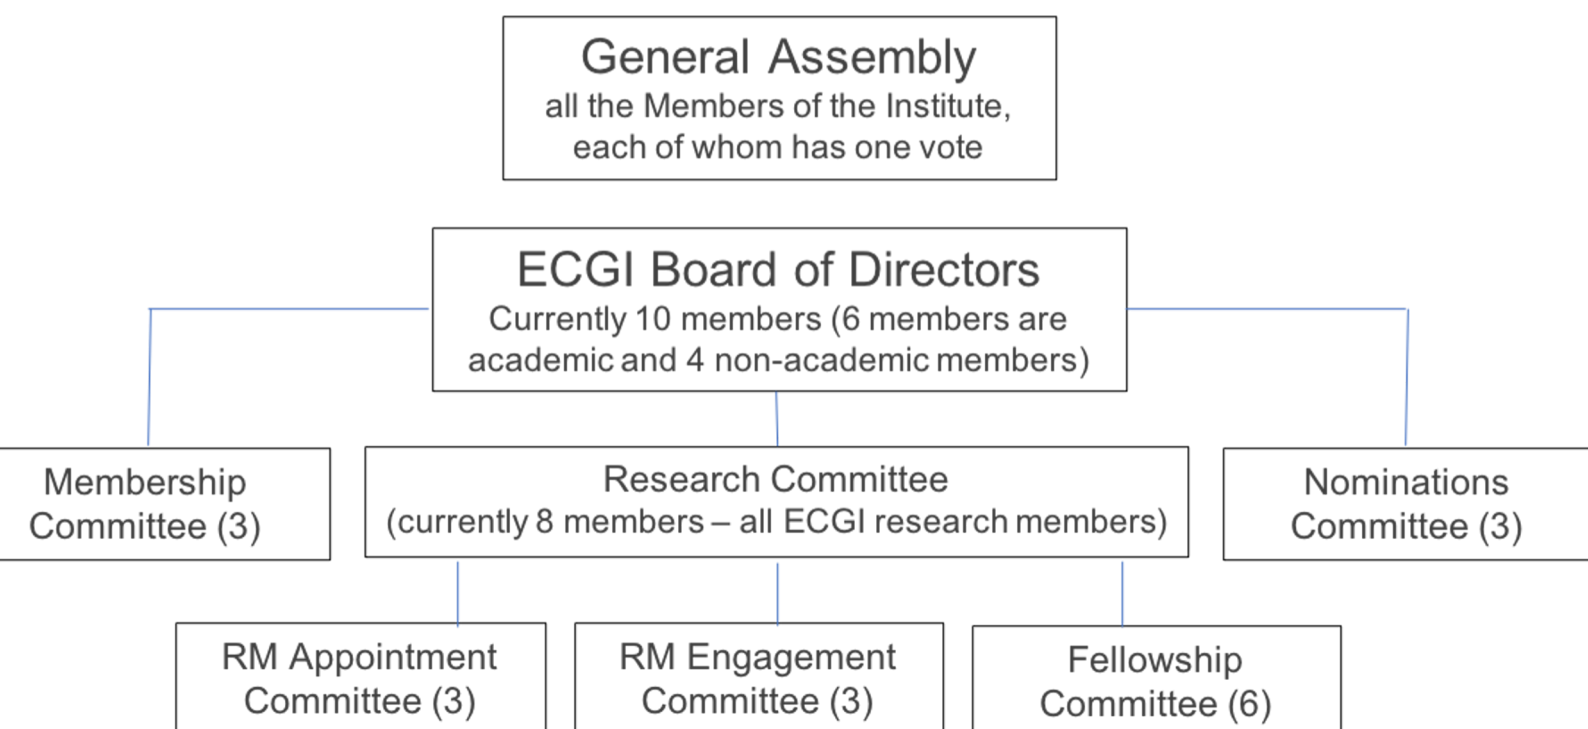 General Assembly
all the Members of the Institute,
each of whom has one vote
ECGI Board of Directors
Currently 10 members (6 members are
academic and 4 non-academic members)
Membership
Committee (3)
Research Committee
(currently 8 members – all ECGI research members)
Nominations
Committee (3)
RM Appointment
Committee (3)
RM Engagement
Committee (3)
Fellowship
Committee (6)